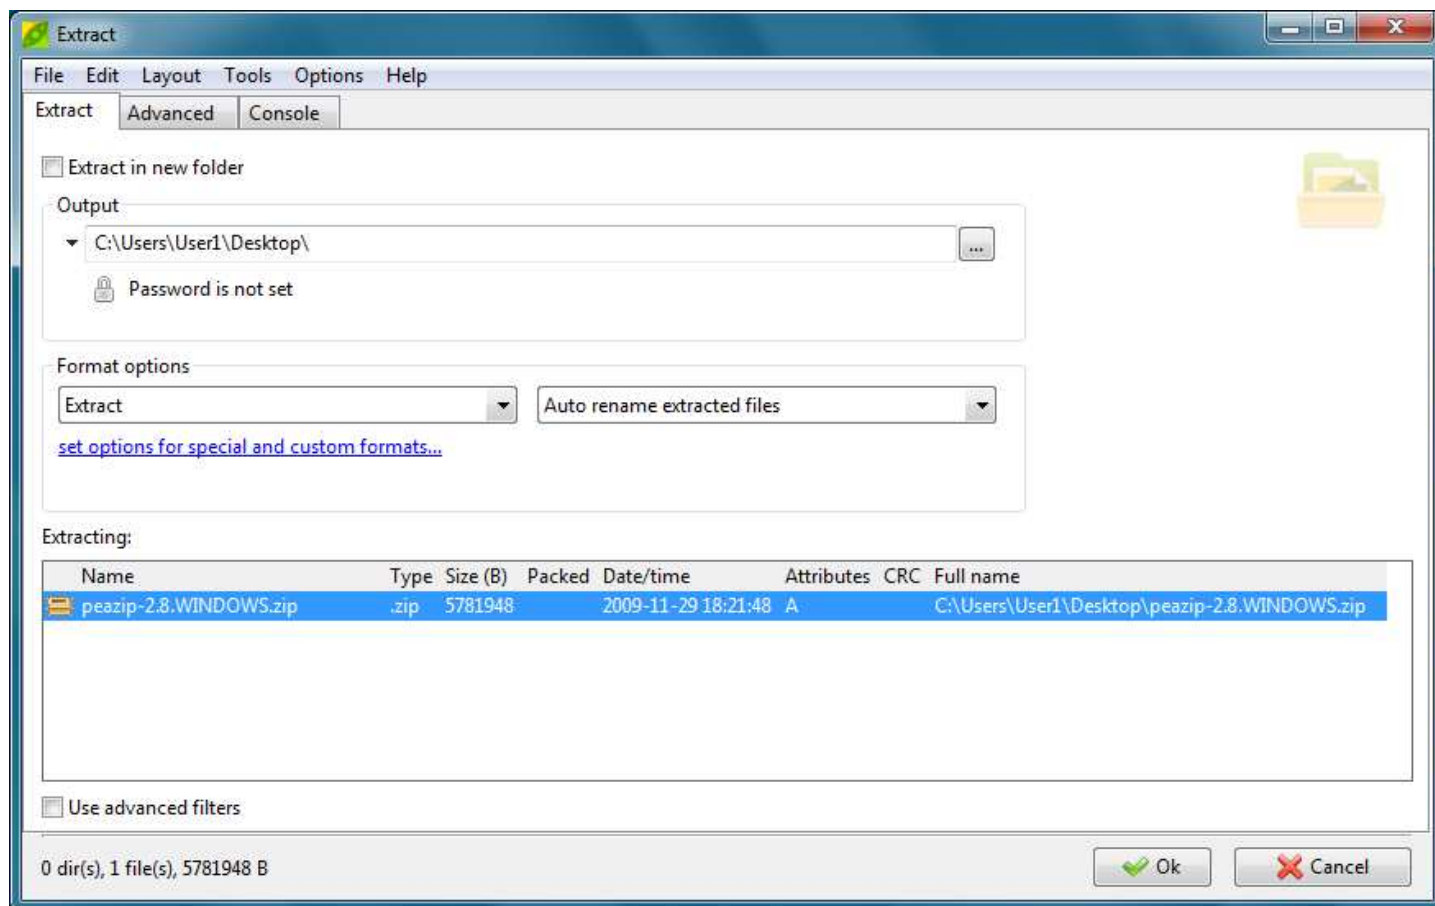 Extract
File Edit Layout Tools Options Help
Extract Advanced Console
Extract in new folder
Output
C:\Users\User1\Desktop\ ...
Password is not set
Format options
Extract Auto rename extracted files
set options for special and custom formats...
Extracting:
Name Type Size (B) Packed Date/time Attributes CRC Full name
peazip-2.8.WINDOWS.zip .zip 5781948 2009-11-29 18:21:48 A C:\Users\User1\Desktop\peazip-2.8.WINDOWS.zip
Use advanced filters
0 dir(s), 1 file(s), 5781948 B Ok Cancel